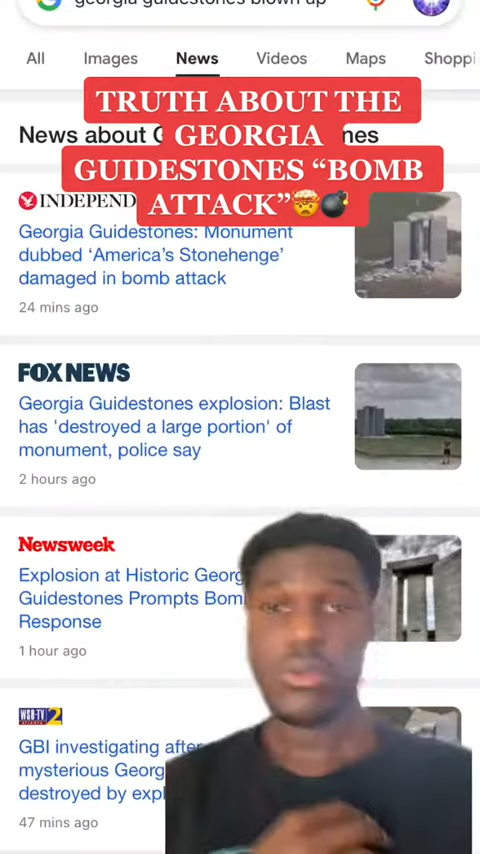 georgia guidestones blown up
All Images News Videos Maps Shoppi
TRUTH ABOUT THE
GEORGIA
GUIDESTONES “BOMB
ATTACK”🤯💣
News about G nes
INDEPEND
Georgia Guidestones: Monument
dubbed ‘America’s Stonehenge’
damaged in bomb attack
24 mins ago
FOX NEWS
Georgia Guidestones explosion: Blast
has 'destroyed a large portion' of
monument, police say
2 hours ago
Newsweek
Explosion at Historic Georg
Guidestones Prompts Bom
Response
1 hour ago
WSB-TV 2
GBI investigating after
mysterious Georg
destroyed by expl
47 mins ago